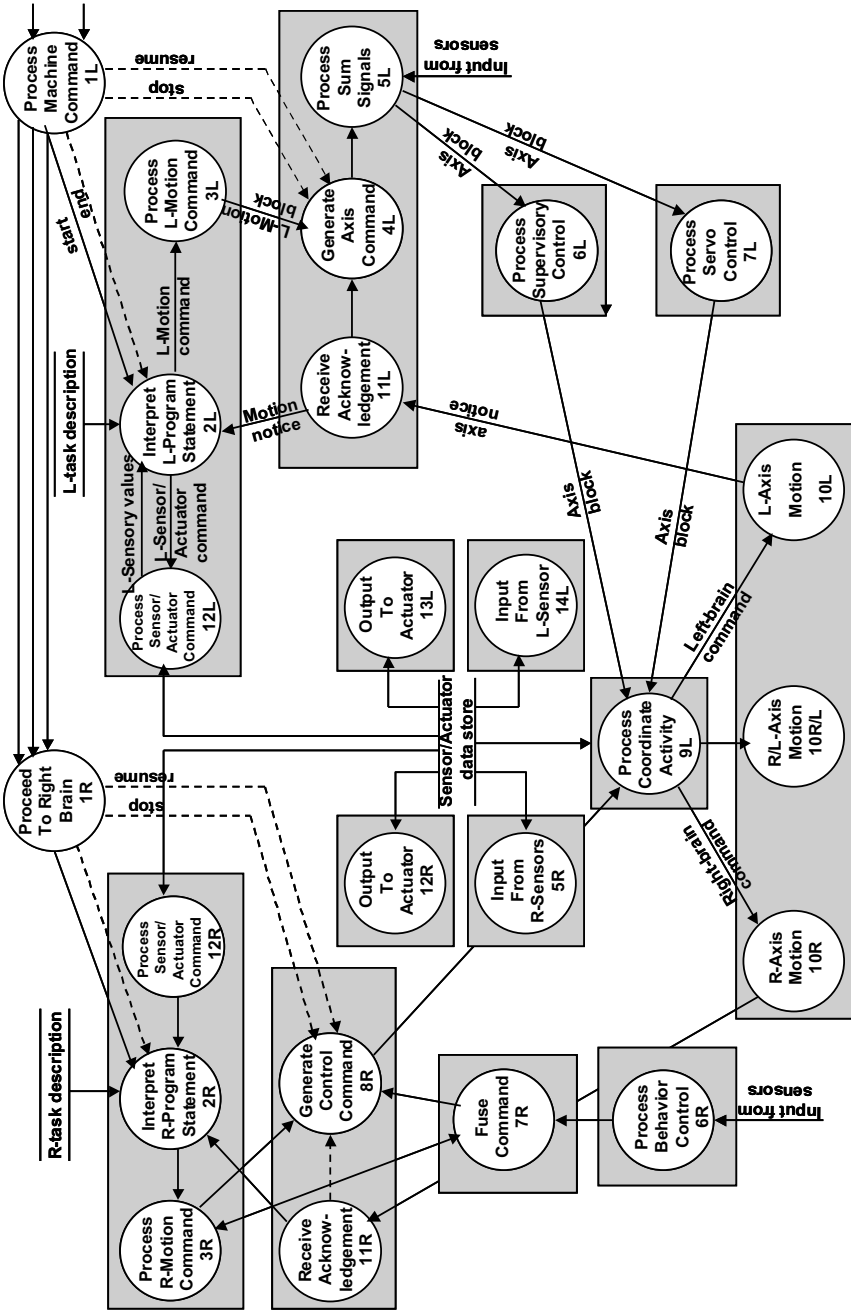 R-task description
Proceed
To Right
Brain
1R
L-task description
start
end
Process
Machine
Command
1L
Process
R-Motion
Command
3R
Interpret
R-Program
Statement
2R
Process
Sensor/
Actuator
Command
12R
stop
resume
Process
Sensor/
Actuator
Command
12L
L-Sensory values
L-Sensor/
Actuator
command
Interpret
L-Program
Statement
2L
L-Motion
command
Process
L-Motion
Command
3L
stop
resume
Motion
notice
L-Motion
block
Receive
Acknow-
ledgement
11R
Generate
Control
Command
8R
Receive
Acknow-
ledgement
11L
Generate
Axis
Command
4L
Process
Sum
Signals
5L
Input from
sensors
Output
To
Actuator
12R
Output
To
Actuator
13L
Sensor/Actuator
data store
axis
notice
Axis
block
Axis
block
Fuse
Command
7R
Input
From
R-Sensors
5R
Input
From
L-Sensor
14L
Process
Supervisory
Control
6L
Axis
block
Process
Behavior
Control
6R
Process
Coordinate
Activity
9L
Axis
block
Process
Servo
Control
7L
Input from
sensors
Right-brain
command
Left-brain
command
R-Axis
Motion
10R
R/L-Axis
Motion
10R/L
L-Axis
Motion
10L